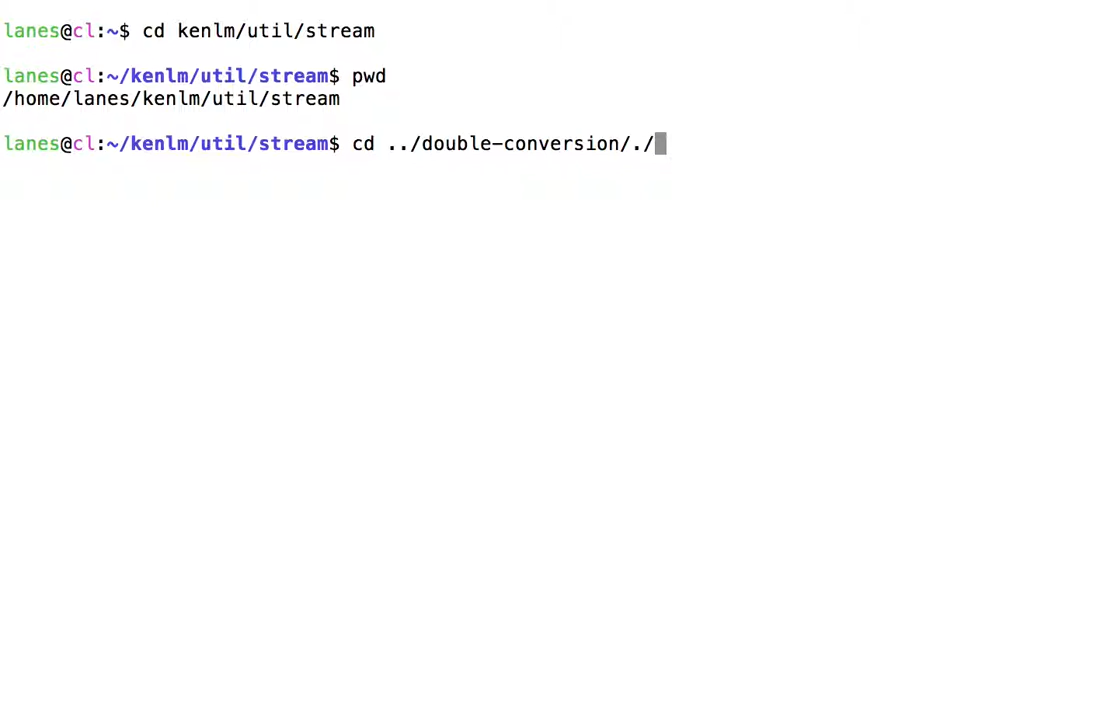 lanes@cl:~$ cd kenlm/util/stream
lanes@cl:~/kenlm/util/stream$ pwd
/home/lanes/kenlm/util/stream
lanes@cl:~/kenlm/util/stream$ cd ../double-conversion/./